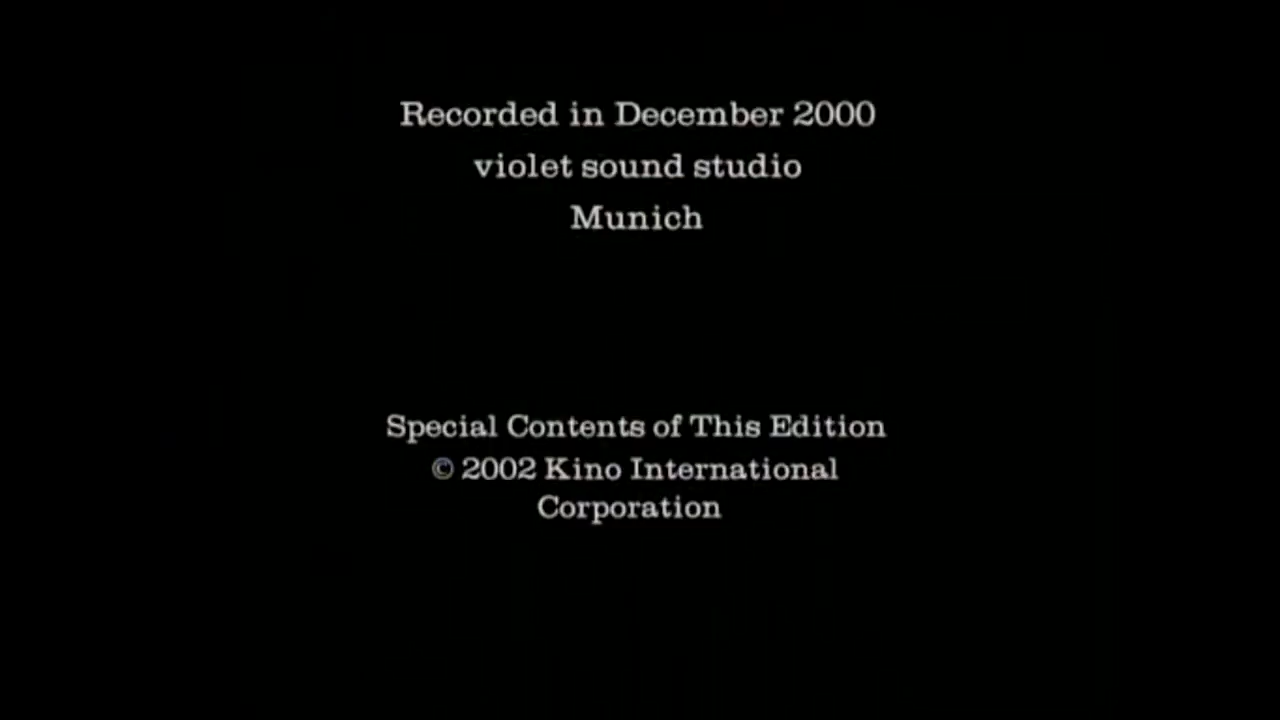 Recorded in December 2000
violet sound studio
Munich
Special Contents of This Edition
© 2002 Kino International
Corporation